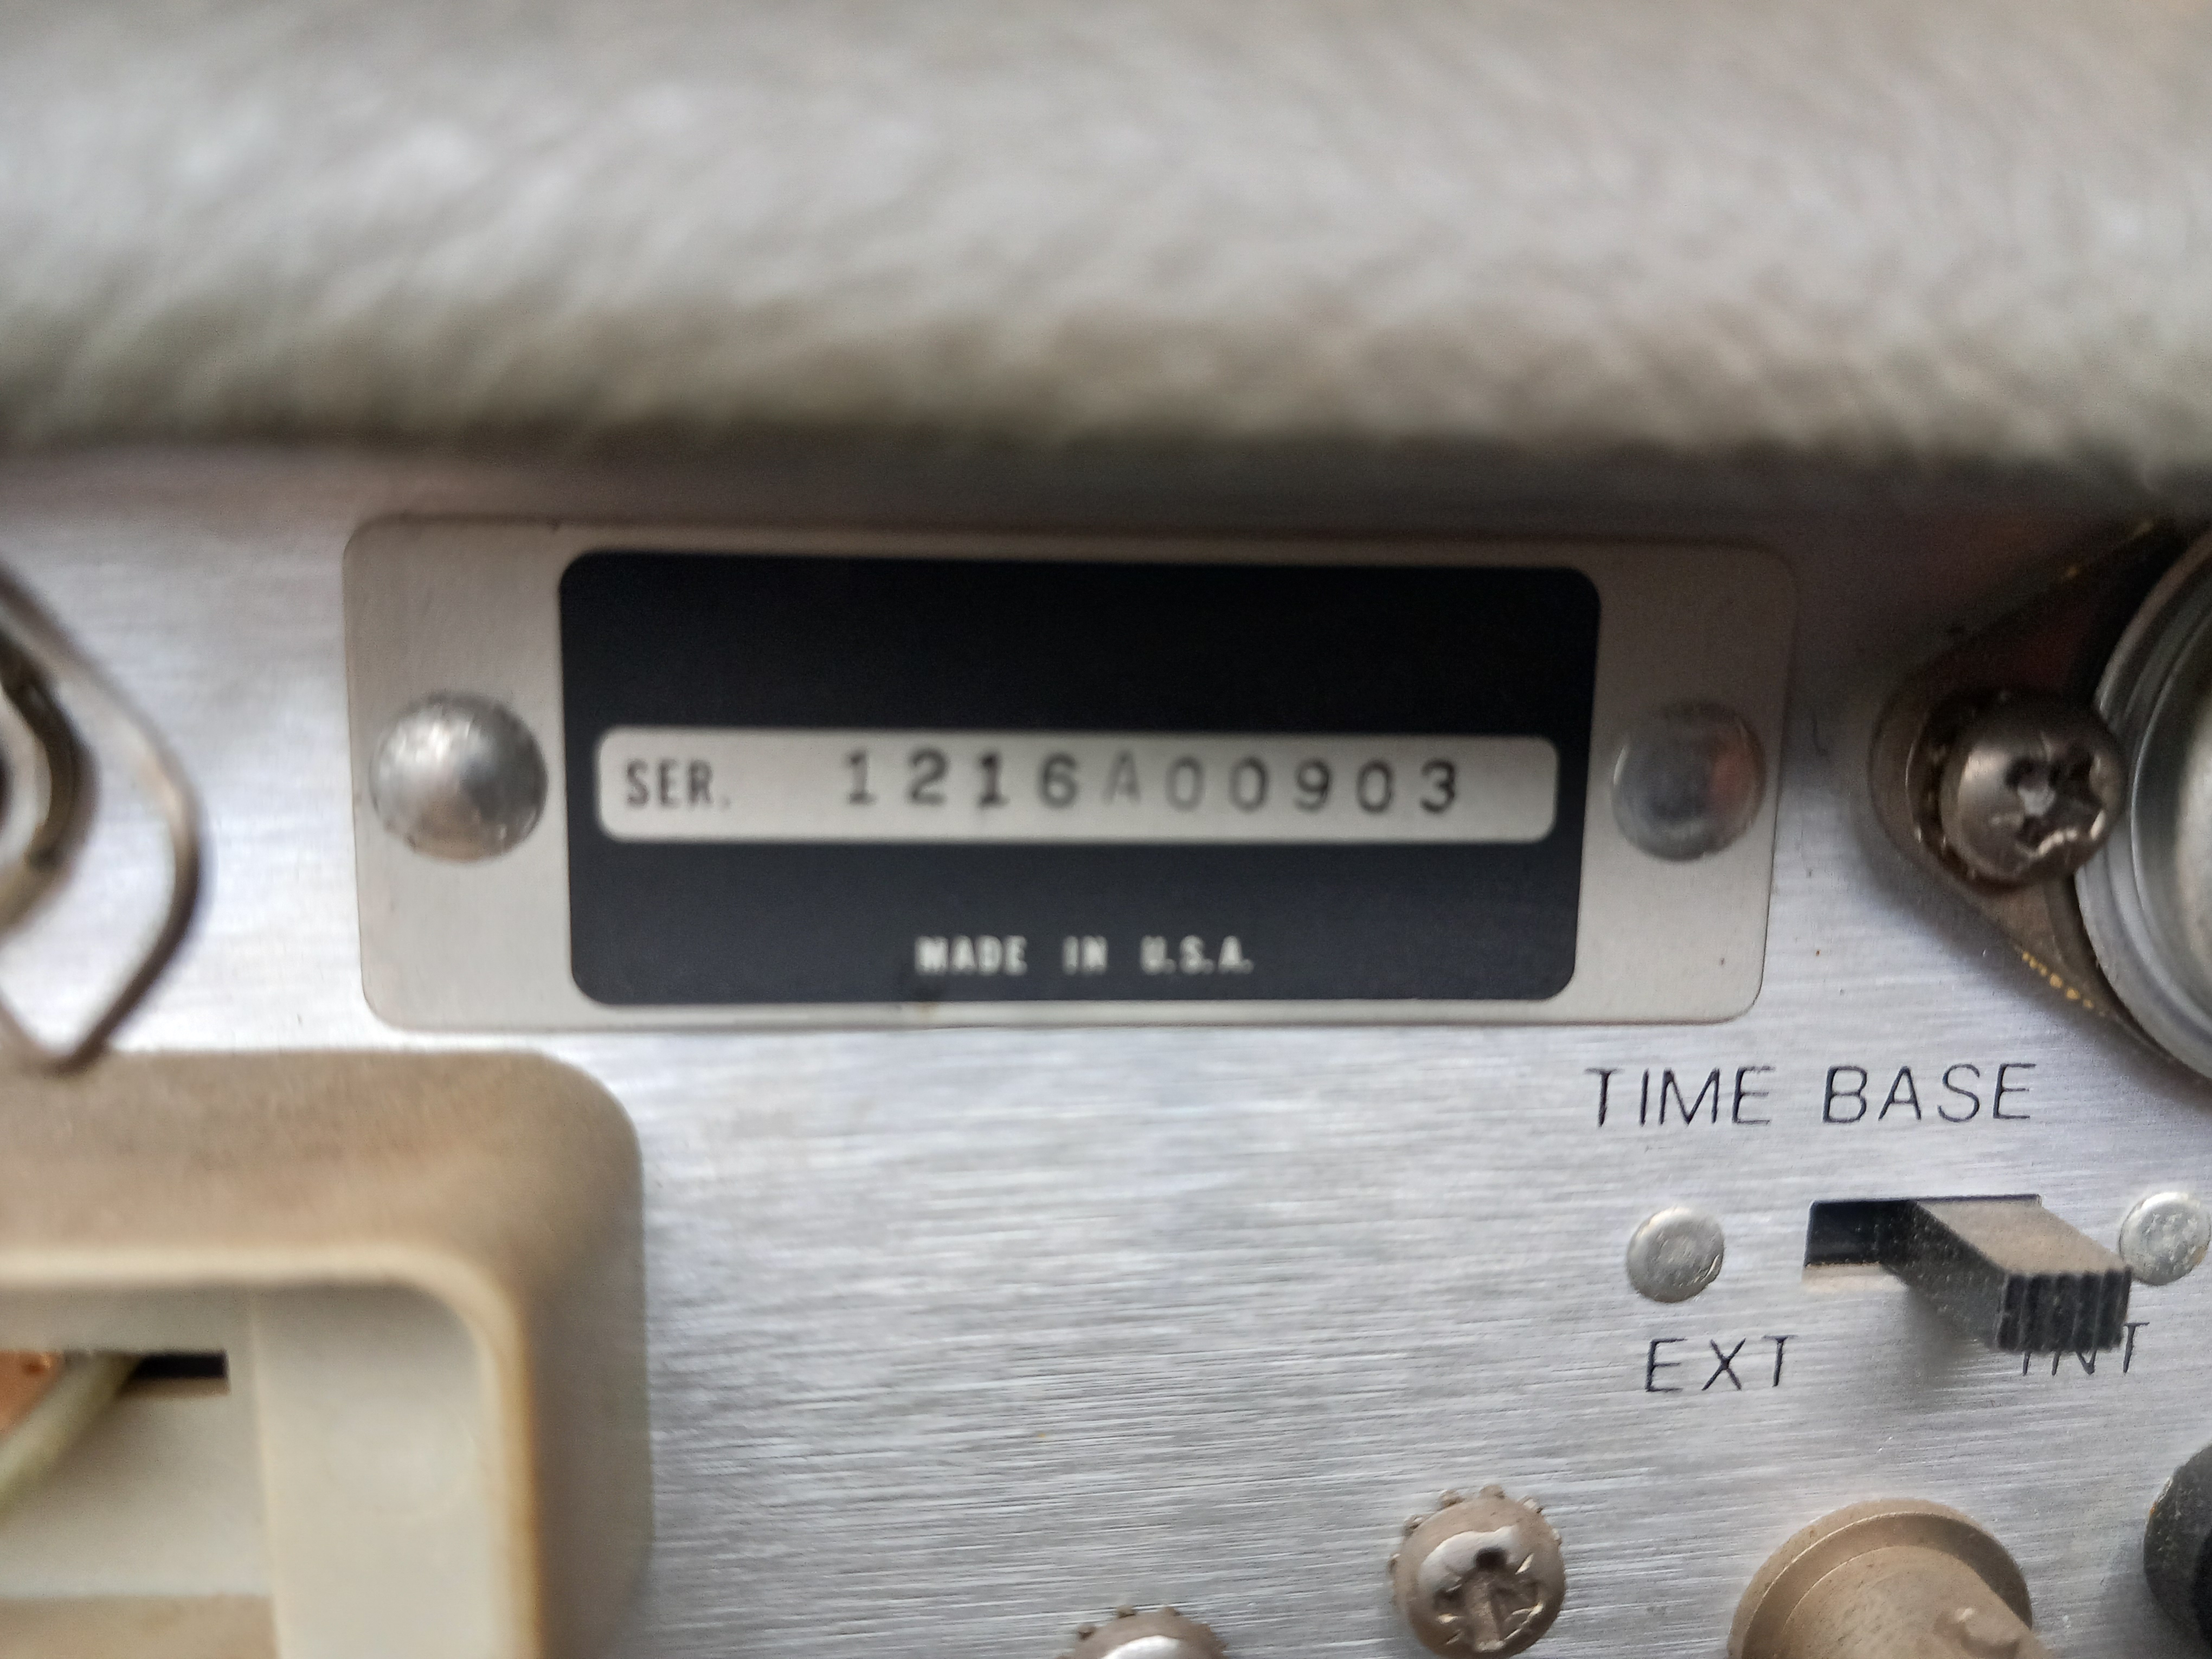 SER. 1216A00903
MADE IN U.S.A.
TIME BASE
EXT INT